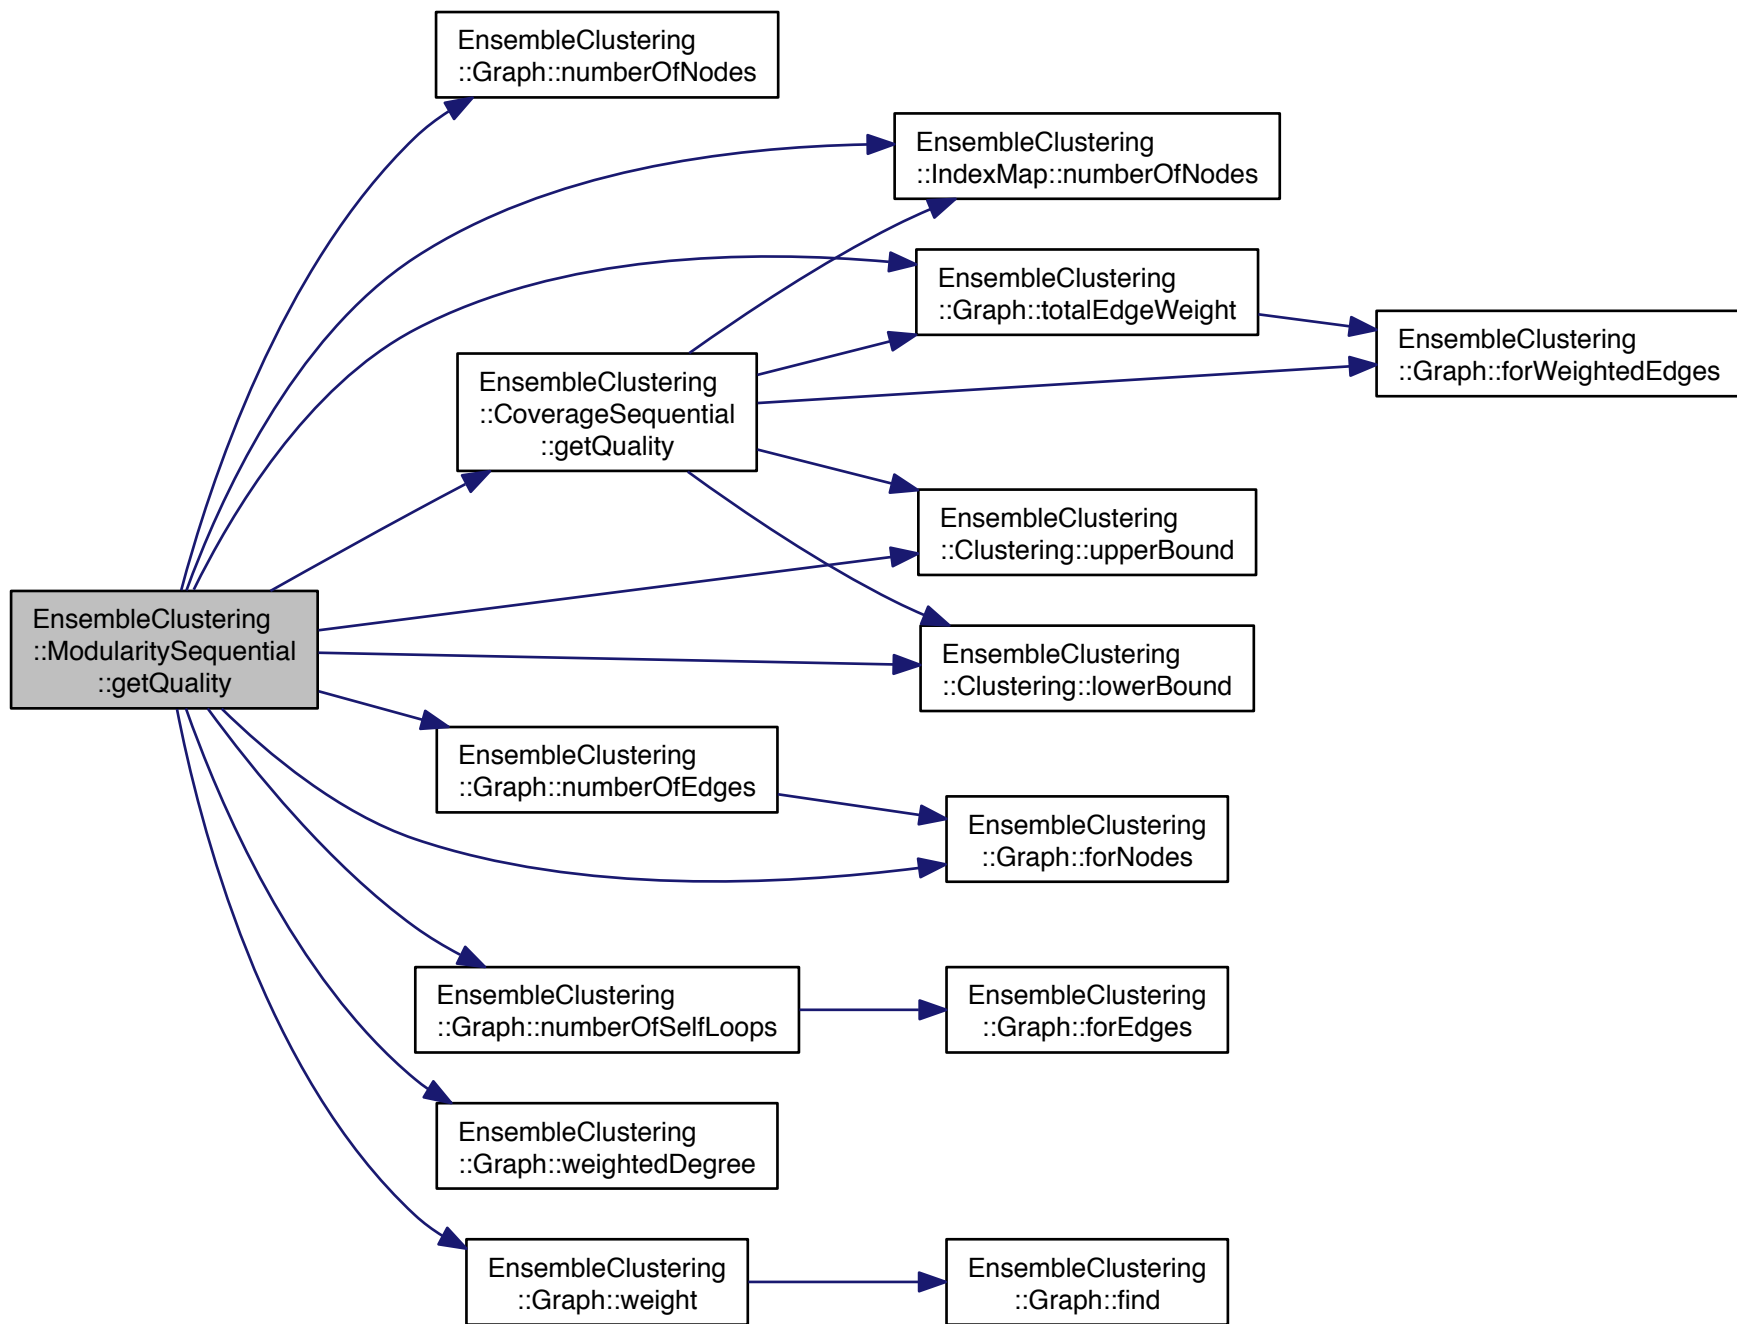 EnsembleClustering
::Graph::numberOfNodes
EnsembleClustering
::IndexMap::numberOfNodes
EnsembleClustering
::Graph::totalEdgeWeight
EnsembleClustering
::Graph::forWeightedEdges
EnsembleClustering
::CoverageSequential
::getQuality
EnsembleClustering
::Clustering::upperBound
EnsembleClustering
::ModularitySequential
::getQuality
EnsembleClustering
::Clustering::lowerBound
EnsembleClustering
::Graph::numberOfEdges
EnsembleClustering
::Graph::forNodes
EnsembleClustering
::Graph::numberOfSelfLoops
EnsembleClustering
::Graph::forEdges
EnsembleClustering
::Graph::weightedDegree
EnsembleClustering
::Graph::weight
EnsembleClustering
::Graph::find